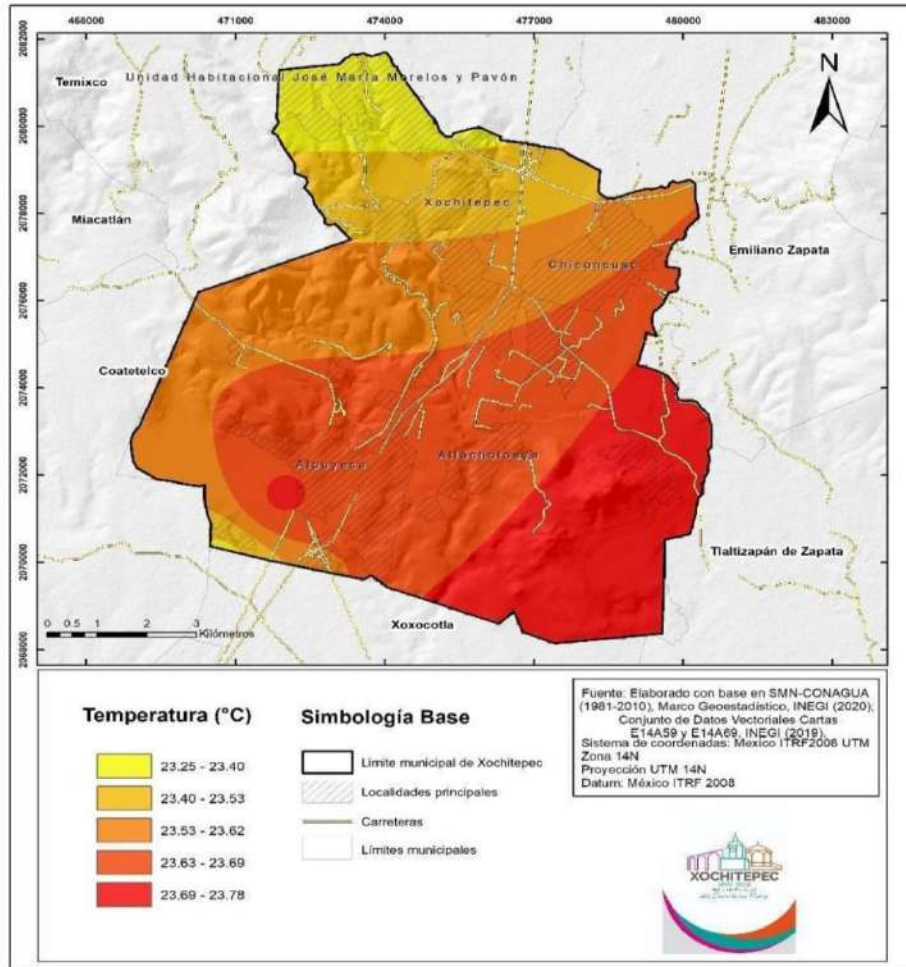 468000 471000 474000 477000 480000 483000
2082000
2080000
2078000
2076000
2074000
2072000
2070000
2068000
N
Temixco
Unidad Habitacional José María Morelos y Pavón
Miacatlán
Xochitepec
Emiliano Zapata
Chiconcuac
Coatetelco
Alpuyeca
Atlacholoaya
Tlaltizapán de Zapata
Xoxocotla
0 0.5 1 2 3
Kilómetros
Temperatura (°C)
23.25 - 23.40
23.40 - 23.53
23.53 - 23.62
23.63 - 23.69
23.69 - 23.78
Simbología Base
Limite municipal de Xochitepec
Localidades principales
Carreteras
Límites municipales
Fuente: Elaborado con base en SMN-CONAGUA
(1981-2010), Marco Geoestadístico, INEGI (2020);
Conjunto de Datos Vectoriales Cartas
E14A59 y E14A69, INEGI (2019).
Sistema de coordenadas: Mexico ITRF2008 UTM
Zona 14N
Proyección UTM 14N
Datum: México ITRF 2008
XOCHITEPEC